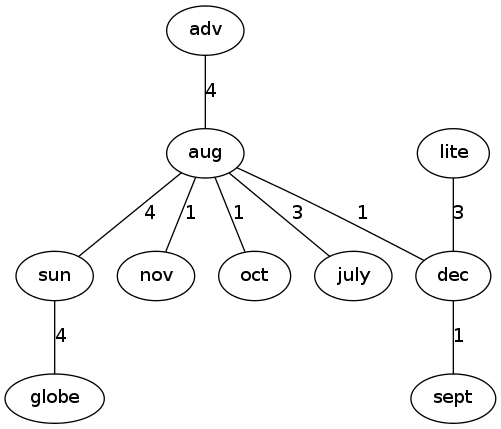 adv
4
aug
lite
4 1 1 3 1 3
sun nov oct july dec
4 1
globe sept